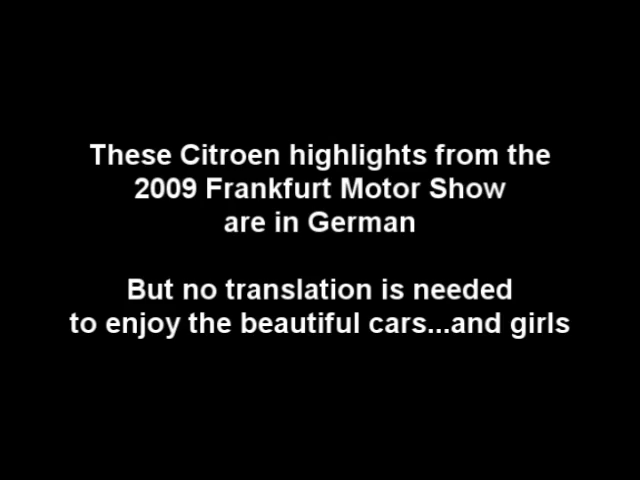 These Citroen highlights from the
2009 Frankfurt Motor Show
are in German
But no translation is needed
to enjoy the beautiful cars...and girls